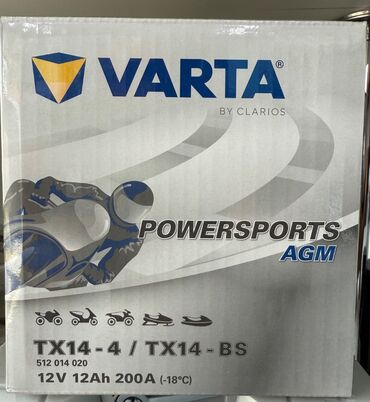 VARTA®
BY CLARIOS
POWERSPORTS
AGM
TX14-4 / TX14-BS
512 014 020
12V 12Ah 200A (-18°C)